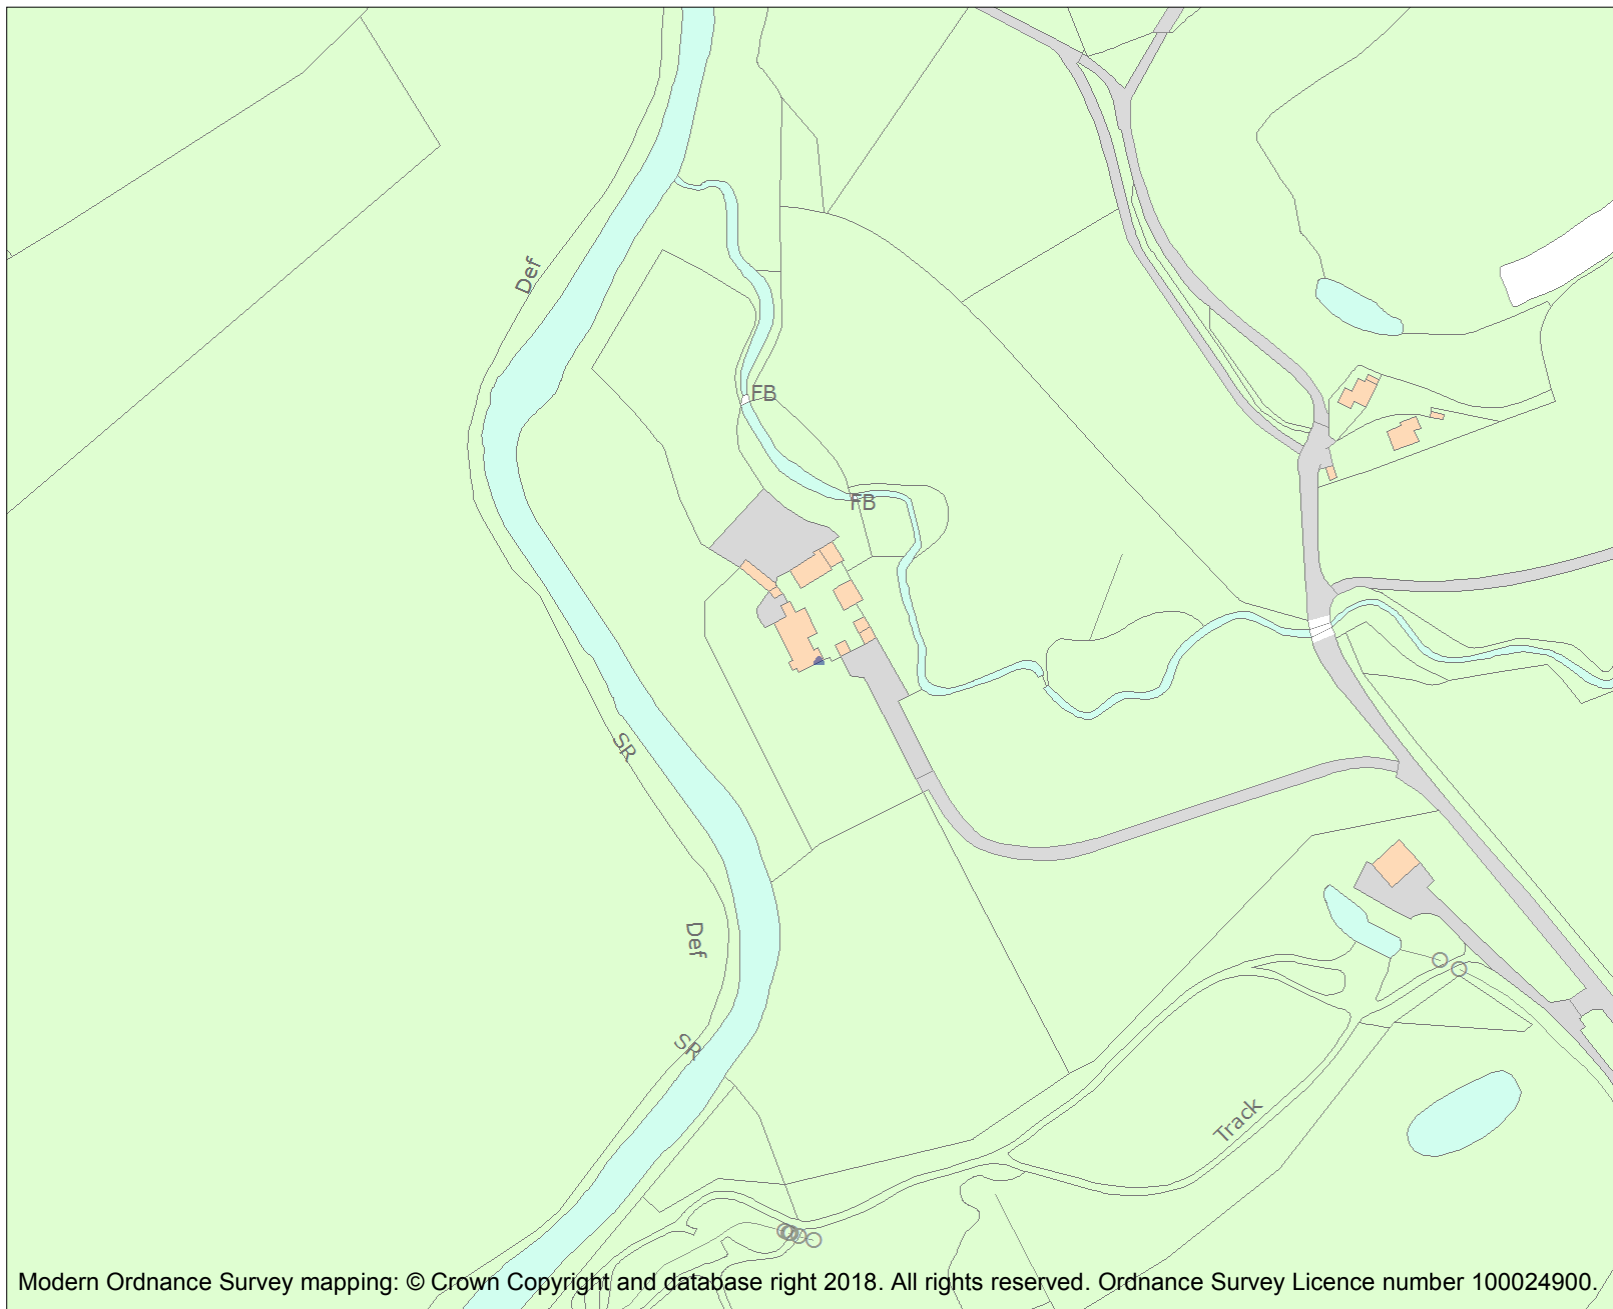 Def
FB
FB
SR
Def
SR
Track
Modern Ordnance Survey mapping: © Crown Copyright and database right 2018. All rights reserved. Ordnance Survey Licence number 100024900.